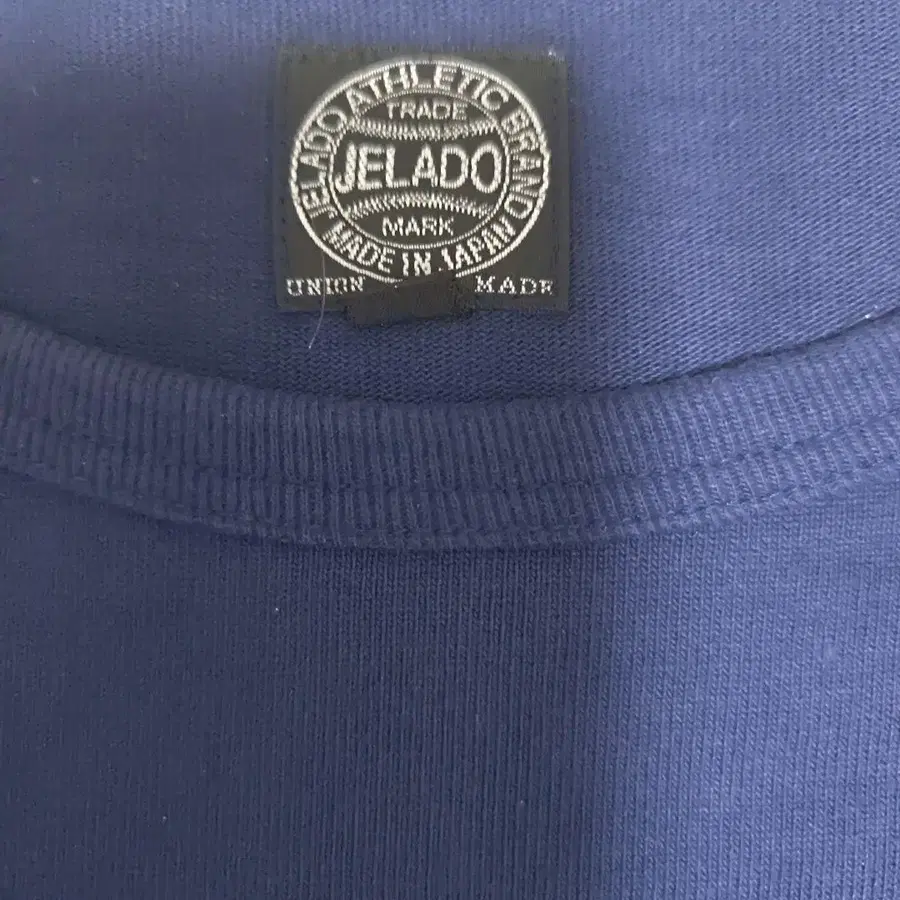 JELADO ATHLETIC BRAND
TRADE
JELADO
MARK
MADE IN JAPAN
UNION MADE